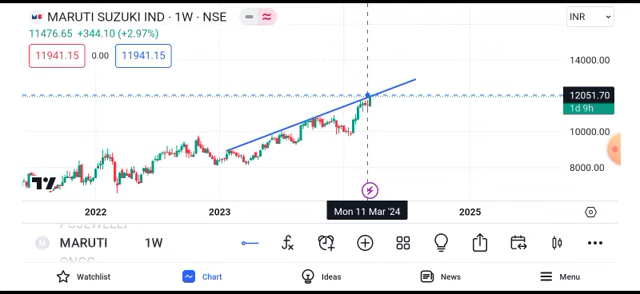 MARUTI SUZUKI IND · 1W · NSE
INR
11476.65 +344.10 (+2.97%)
11941.15 0.00 11941.15
14000.00
12051.70
1d 9h
10000.00
8000.00
2022 2023 Mon 11 Mar '24 2025
M MARUTI 1W
ONGC
Watchlist Chart Ideas News Menu